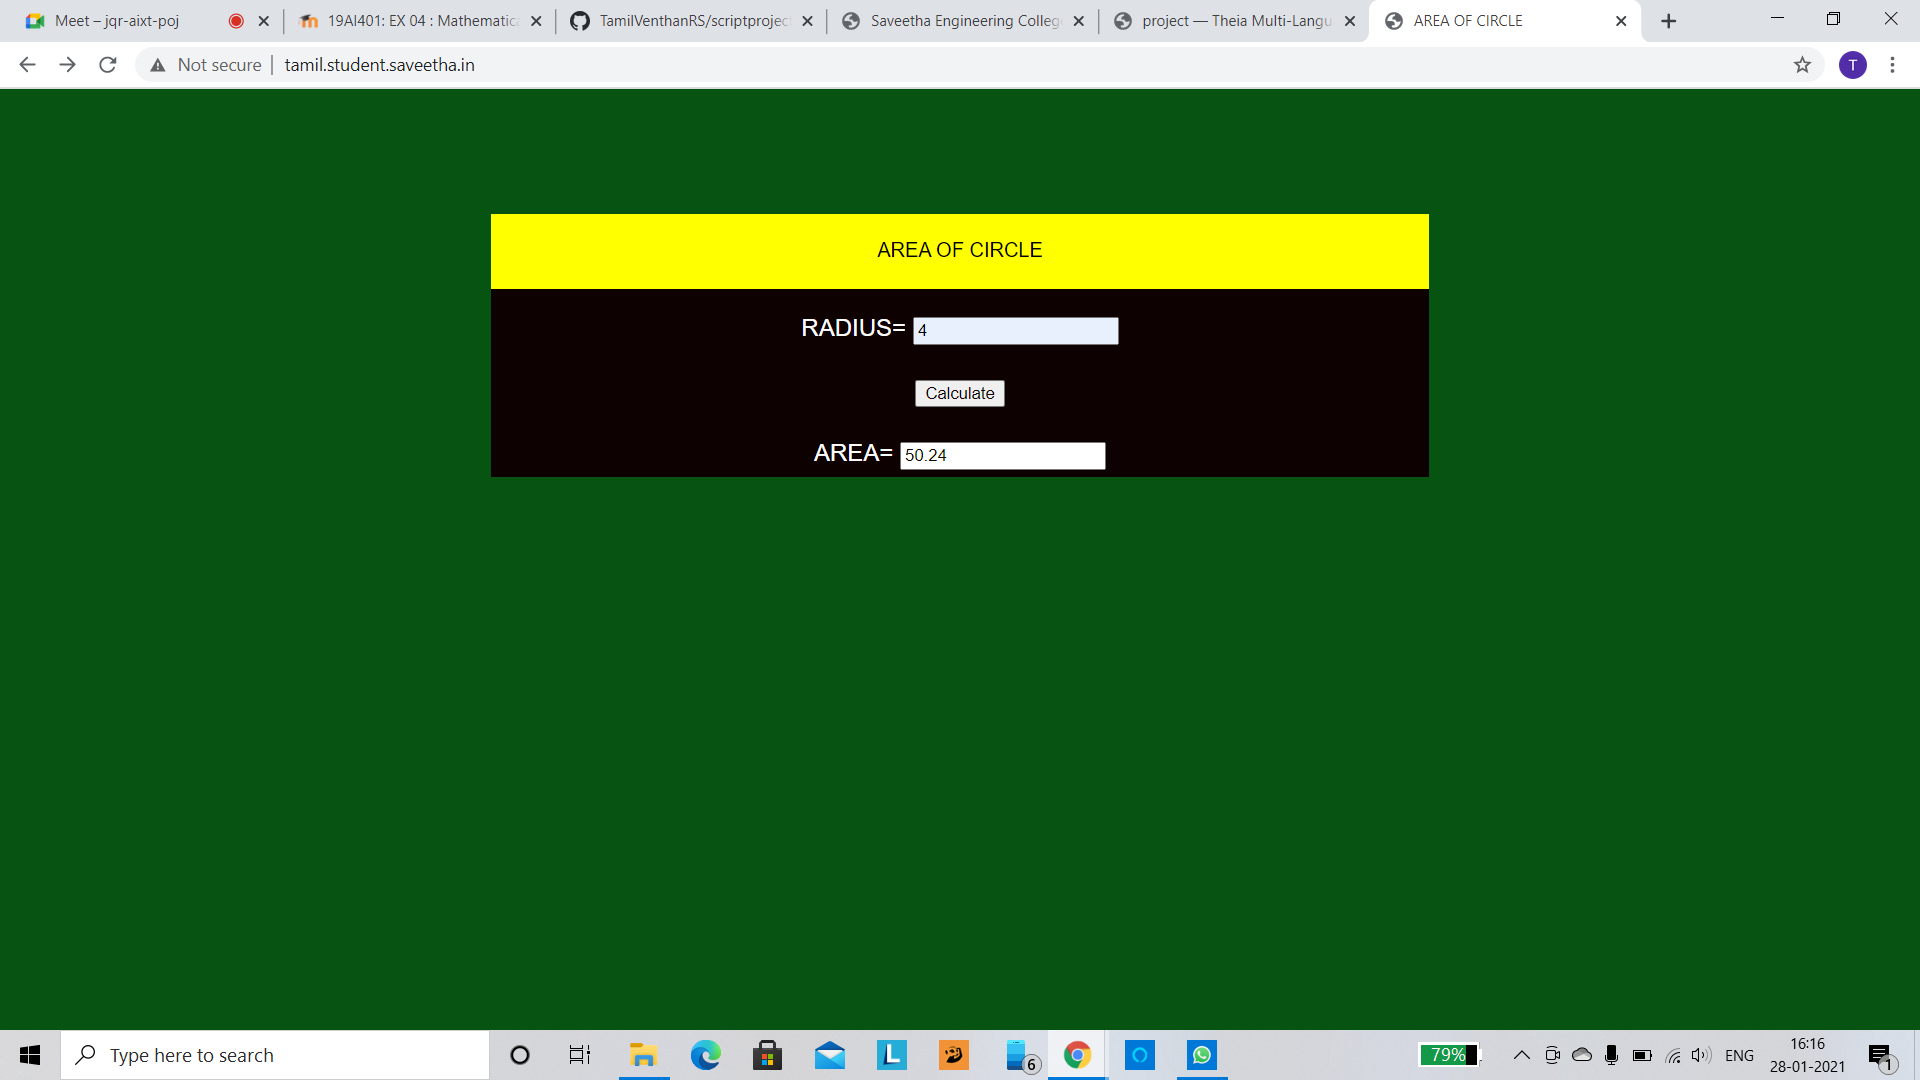 Meet – jqr-aixt-poj
19AI401: EX 04 : Mathematic
TamilVenthanRS/scriptproject
Saveetha Engineering Colleg
project — Theia Multi-Langu
AREA OF CIRCLE
Not secure
tamil.student.saveetha.in
T
AREA OF CIRCLE
RADIUS= 4
Calculate
AREA= 50.24
Type here to search
L
6
79%
ENG
16:16
28-01-2021
1